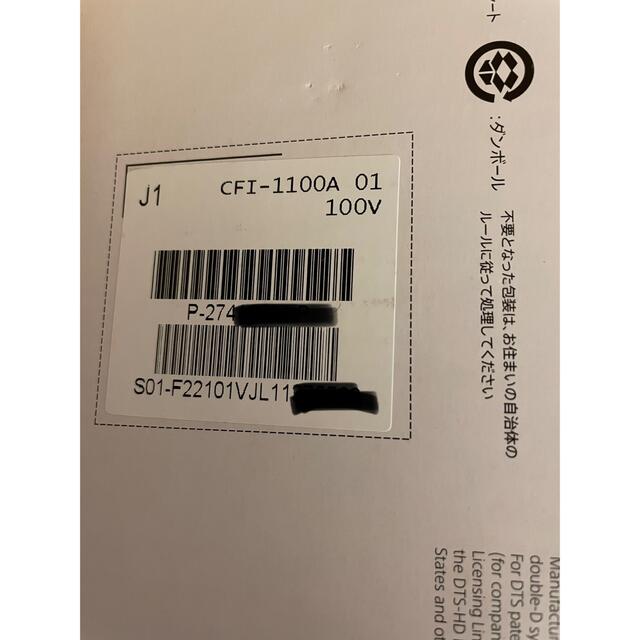 J1
CFI-1100A 01
100V
P-274
S01-F22101VJL11
ート
:ダンボール
不要となった包装は、お住まいの自治体の
ルールに従って処理してください
Manufactu
double-D sy
For DTS pate
(for compan
Licensing Lin
the DTS-HD
States and ot